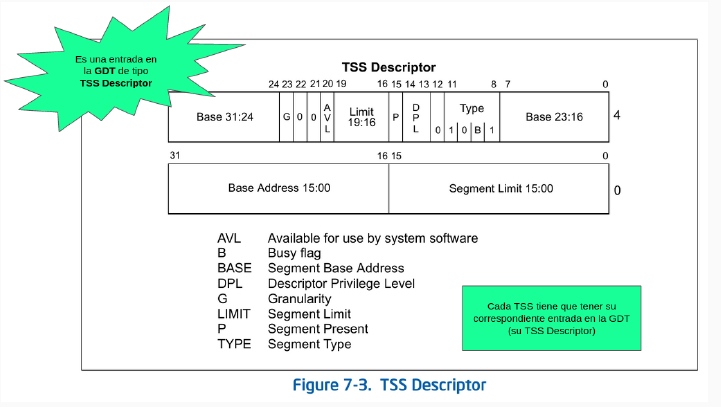 Es una entrada en
la GDT de tipo
TSS Descriptor
TSS Descriptor
24 23 22 21 20 19 16 15 14 13 12 11 8 7 0
Base 31:24 G 0 0 A V L Limit 19:16 P D P L 0 Type 1 0 B 1 Base 23:16 4
31 16 15 0
Base Address 15:00 Segment Limit 15:00 0
AVL Available for use by system software
B Busy flag
BASE Segment Base Address
DPL Descriptor Privilege Level
G Granularity
LIMIT Segment Limit
P Segment Present
TYPE Segment Type
Cada TSS tiene que tener su
correspondiente entrada en la GDT
(su TSS Descriptor)
Figure 7-3. TSS Descriptor